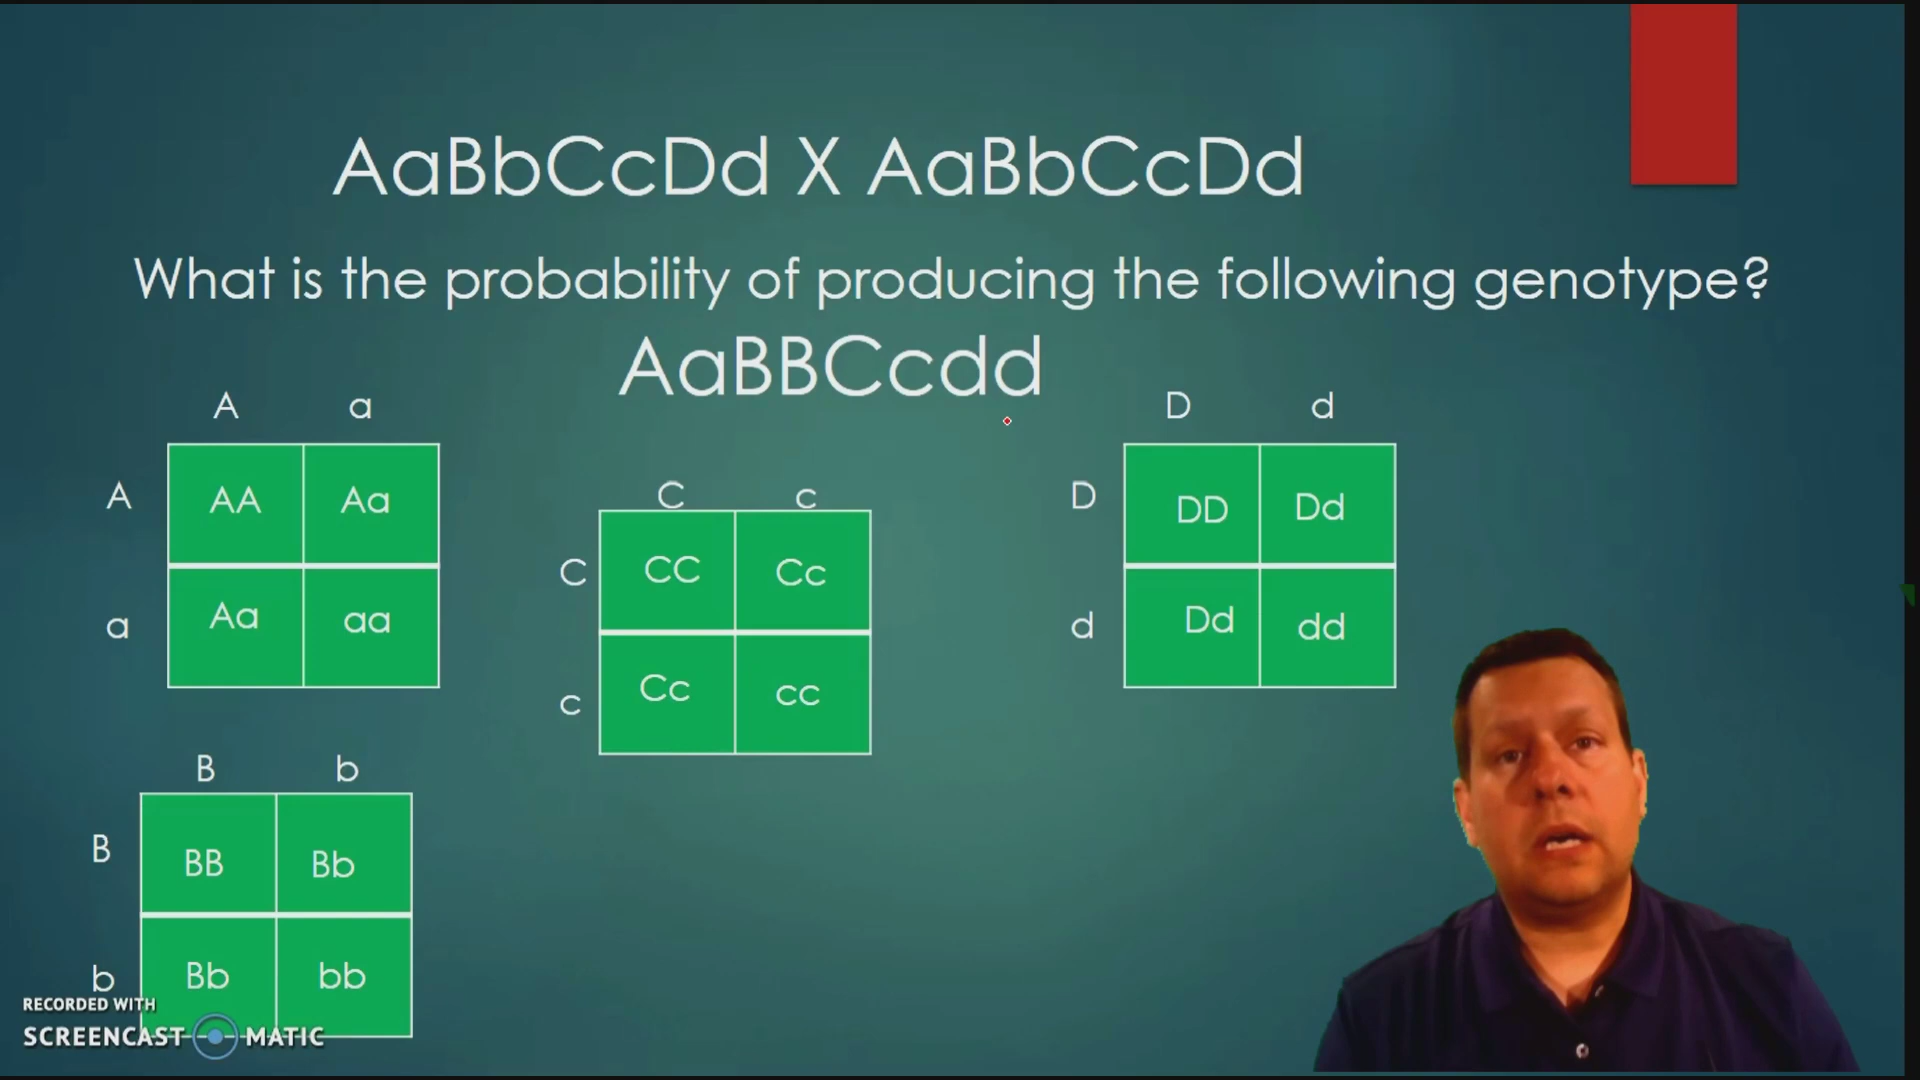 AaBbCcDd X AaBbCcDd
What is the probability of producing the following genotype?
AaBBCcdd
A a
A AA Aa
a Aa aa
C c
C CC Cc
c Cc cc
D d
D DD Dd
d Dd dd
B b
B BB Bb
b Bb bb
RECORDED WITH
SCREENCAST MATIC